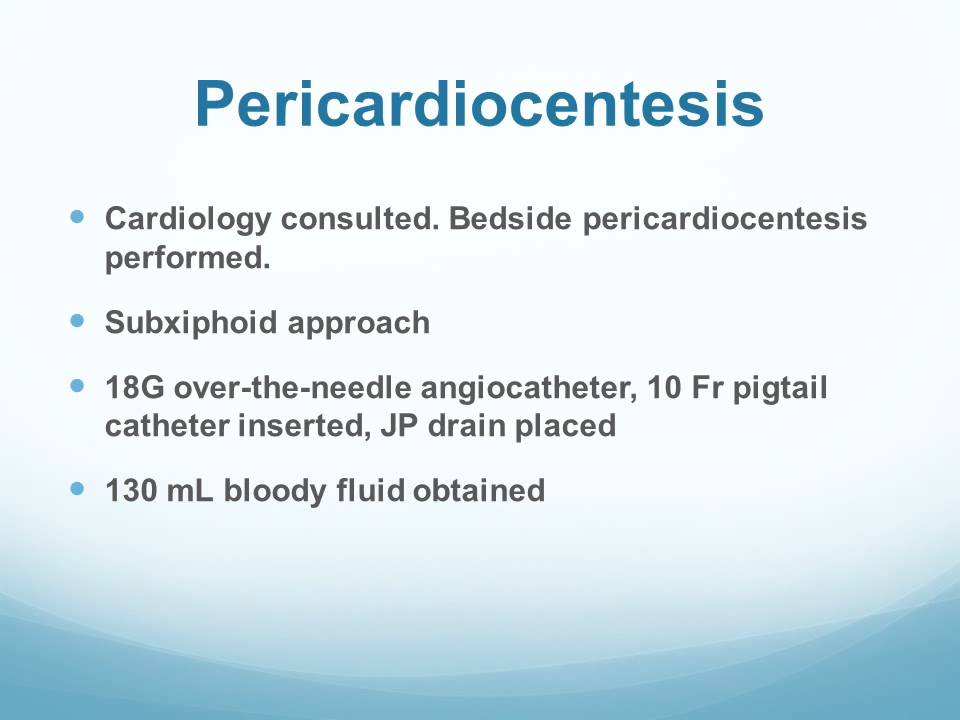 Pericardiocentesis
Cardiology consulted. Bedside pericardiocentesis
performed.
Subxiphoid approach
18G over-the-needle angiocatheter, 10 Fr pigtail
catheter inserted, JP drain placed
130 mL bloody fluid obtained